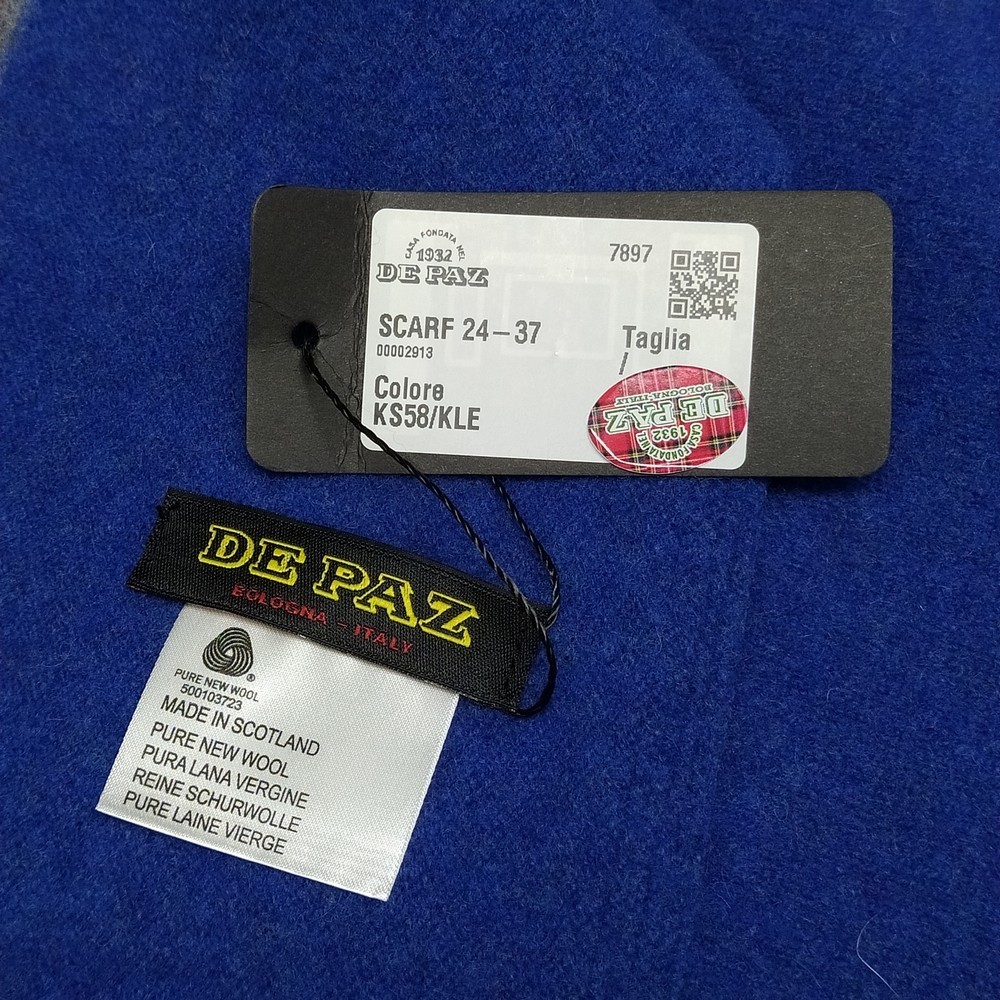 CASA FONDATA NEL
1932
DE PAZ
7897
SCARF 24-37
00002913
Taglia
/
Colore
KS58/KLE
DE PAZ
BOLOGNA-ITALY
CASA FONDATA NEL
1932
DE PAZ
BOLOGNA - ITALY
PURE NEW WOOL
500103723
MADE IN SCOTLAND
PURE NEW WOOL
PURA LANA VERGINE
REINE SCHURWOLLE
PURE LAINE VIERGE